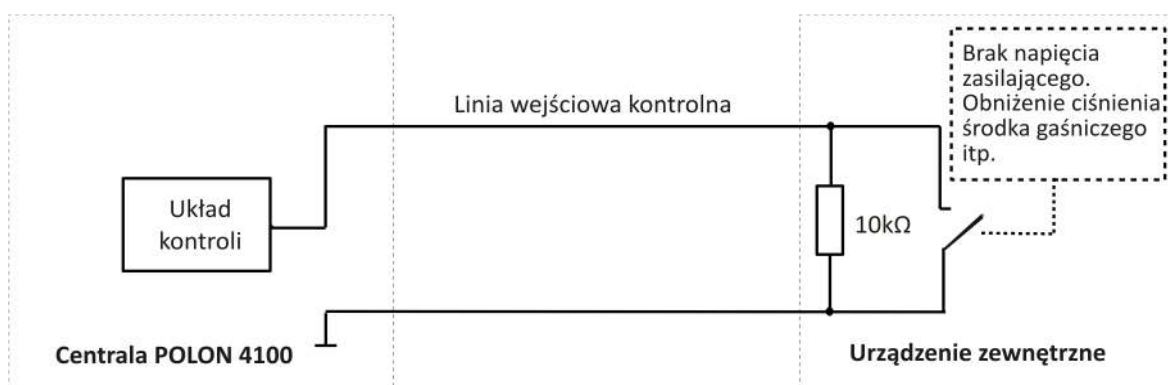 Brak napięcia
zasilającego.
Obniżenie ciśnienia
środka gaśniczego
itp.
Linia wejściowa kontrolna
Układ
kontroli
10kΩ
Centrala POLON 4100
Urządzenie zewnętrzne